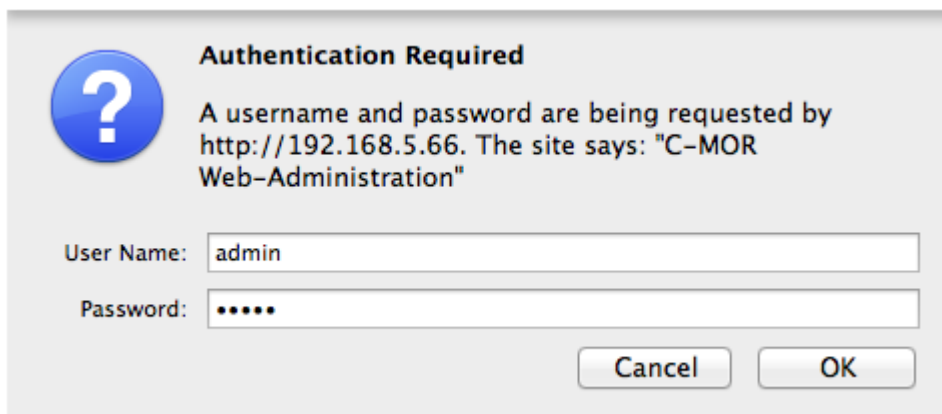 Authentication Required
A username and password are being requested by
http://192.168.5.66. The site says: "C-MOR
Web-Administration"
User Name: admin
Password: •••••
Cancel OK